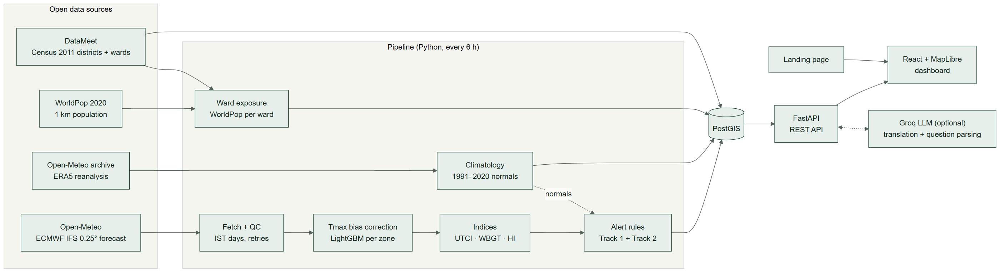 Open data sources
DataMeet
Census 2011 districts + wards
WorldPop 2020
1 km population
Open-Meteo archive
ERA5 reanalysis
Open-Meteo
ECMWF IFS 0.25° forecast
Pipeline (Python, every 6 h)
Ward exposure
WorldPop per ward
Climatology
1991–2020 normals
normals
Fetch + QC
IST days, retries
Tmax bias correction
LightGBM per zone
Indices
UTCI · WBGT · HI
Alert rules
Track 1 + Track 2
PostGIS
Landing page
React + MapLibre
dashboard
FastAPI
REST API
Groq LLM (optional)
translation + question parsing